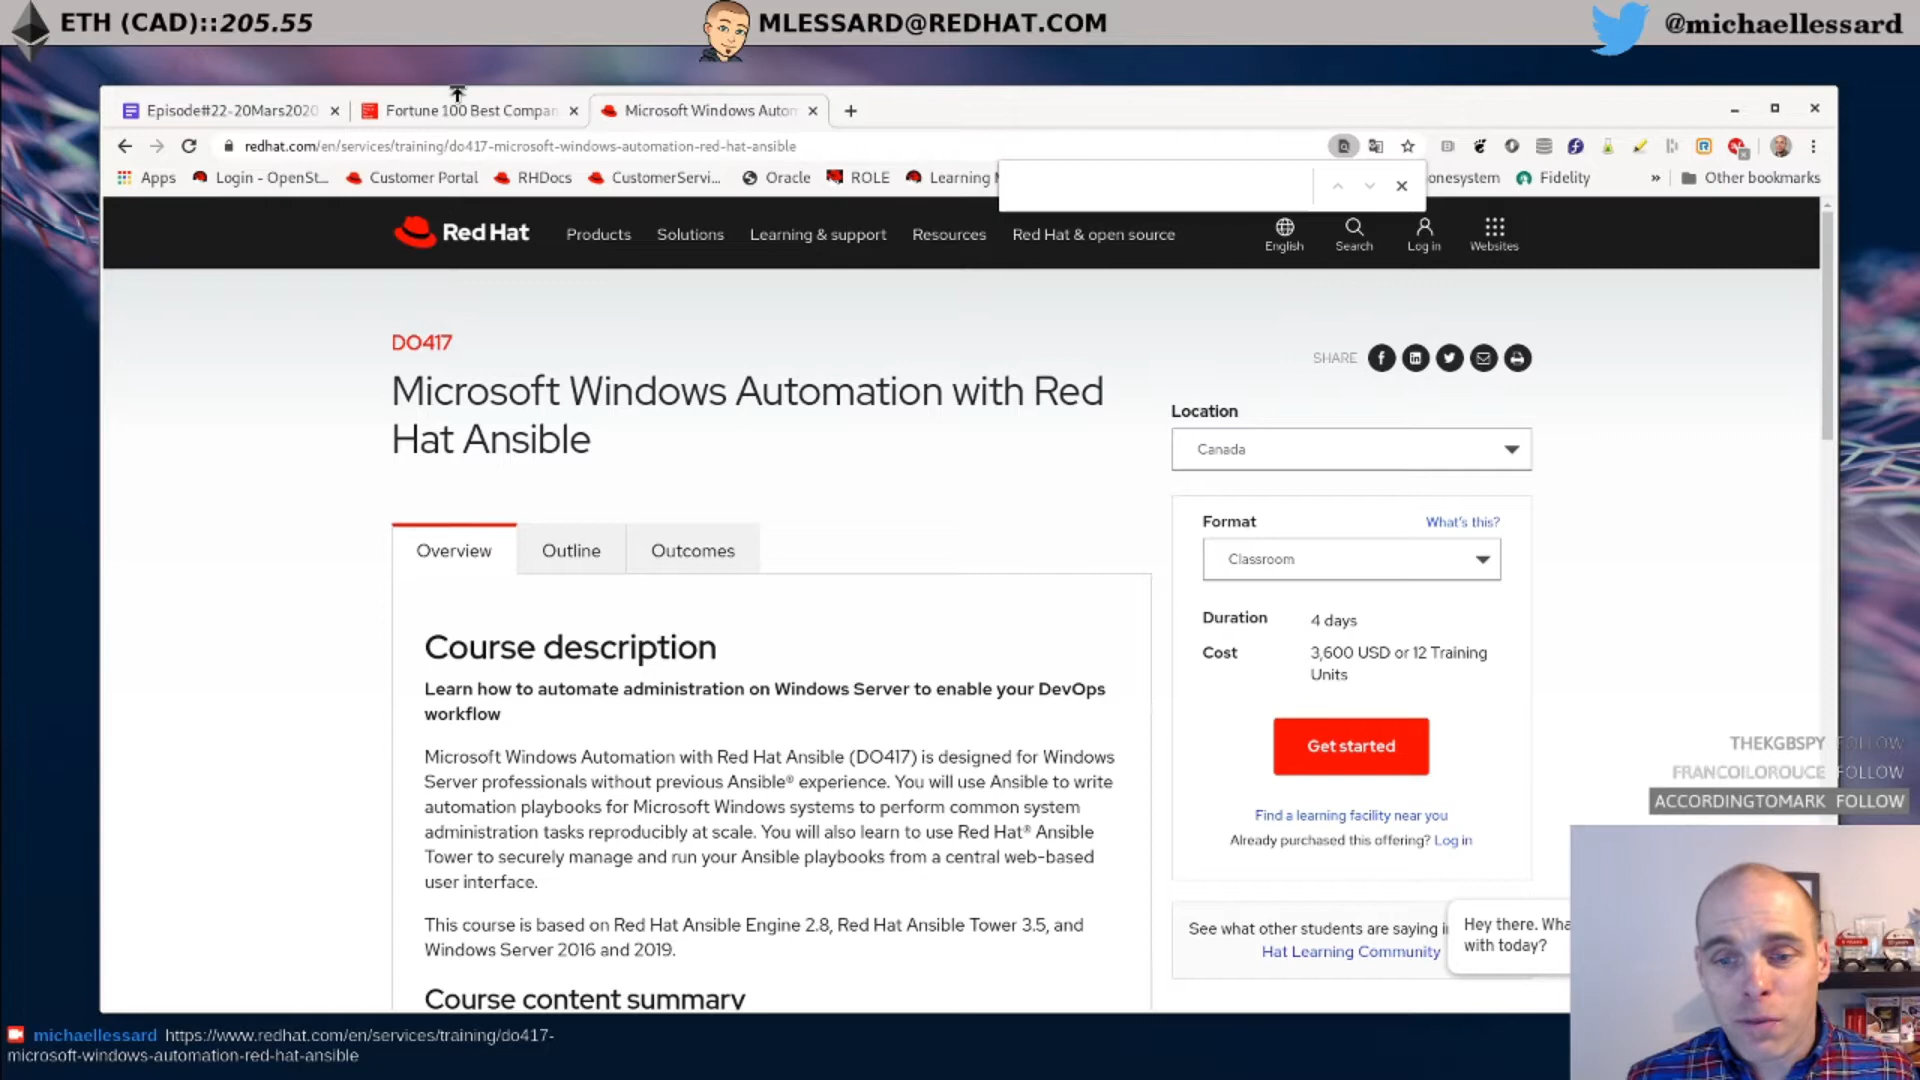 ETH (CAD)::205.55
MLESSARD@REDHAT.COM
@michaellessard
Episode#22-20Mars2020
Fortune 100 Best Compan
Microsoft Windows Autom
redhat.com/en/services/training/do417-microsoft-windows-automation-red-hat-ansible
Apps
Login - OpenSt...
Customer Portal
RHDocs
CustomerServi...
Oracle
ROLE
Learning
onesystem
Fidelity
»
Other bookmarks
Red Hat
Products
Solutions
Learning & support
Resources
Red Hat & open source
English
Search
Log in
Websites
DO417
Microsoft Windows Automation with Red
Hat Ansible
SHARE
Location
Canada
Format
What's this?
Classroom
Duration
4 days
Cost
3,600 USD or 12 Training
Units
Get started
Find a learning facility near you
Already purchased this offering? Log in
See what other students are saying i
Hat Learning Community
Hey there. Wha
with today?
Overview
Outline
Outcomes
Course description
Learn how to automate administration on Windows Server to enable your DevOps
workflow
Microsoft Windows Automation with Red Hat Ansible (DO417) is designed for Windows
Server professionals without previous Ansible® experience. You will use Ansible to write
automation playbooks for Microsoft Windows systems to perform common system
administration tasks reproducibly at scale. You will also learn to use Red Hat® Ansible
Tower to securely manage and run your Ansible playbooks from a central web-based
user interface.
This course is based on Red Hat Ansible Engine 2.8, Red Hat Ansible Tower 3.5, and
Windows Server 2016 and 2019.
Course content summary
THEKGBSPY FOLLOW
FRANCOILOROUCE FOLLOW
ACCORDINGTOMARK FOLLOW
michaellessard https://www.redhat.com/en/services/training/do417-
microsoft-windows-automation-red-hat-ansible